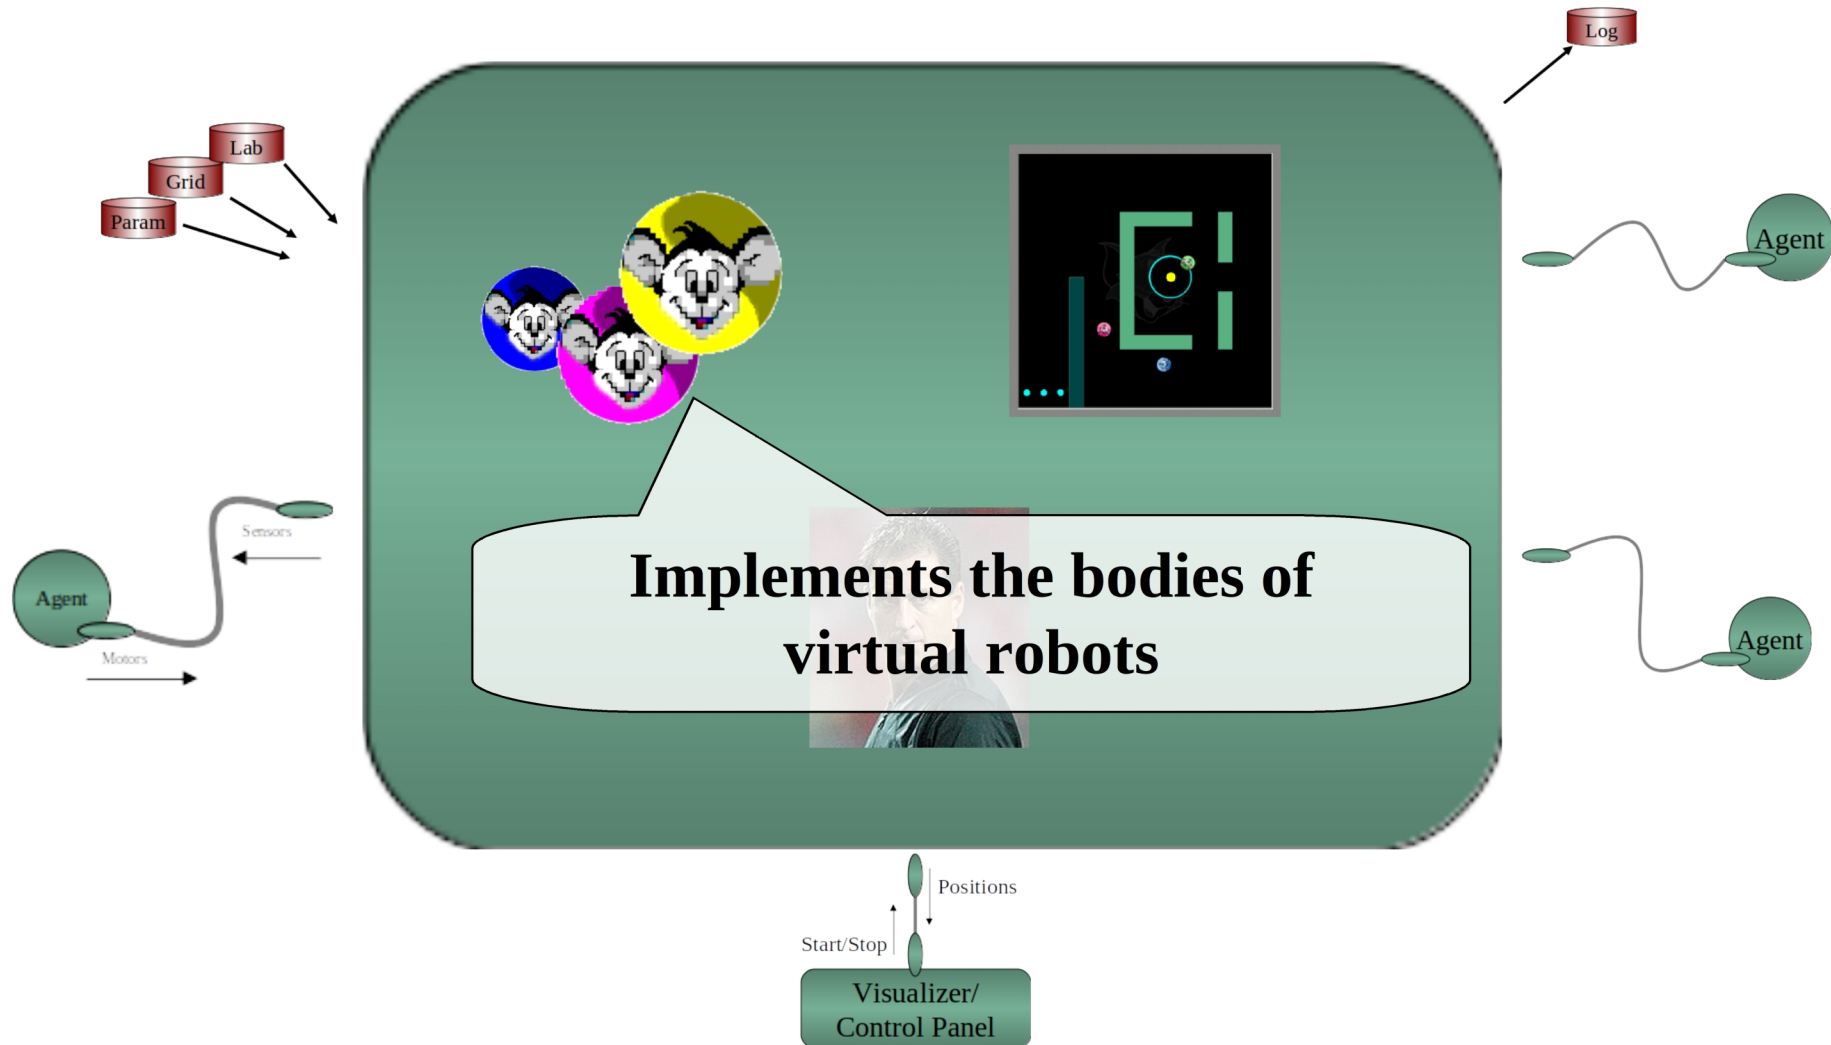 Log
Lab
Grid
Param
Agent
Sensors
Implements the bodies of
virtual robots
Agent
Motors
Agent
Positions
Start/Stop
Visualizer/
Control Panel